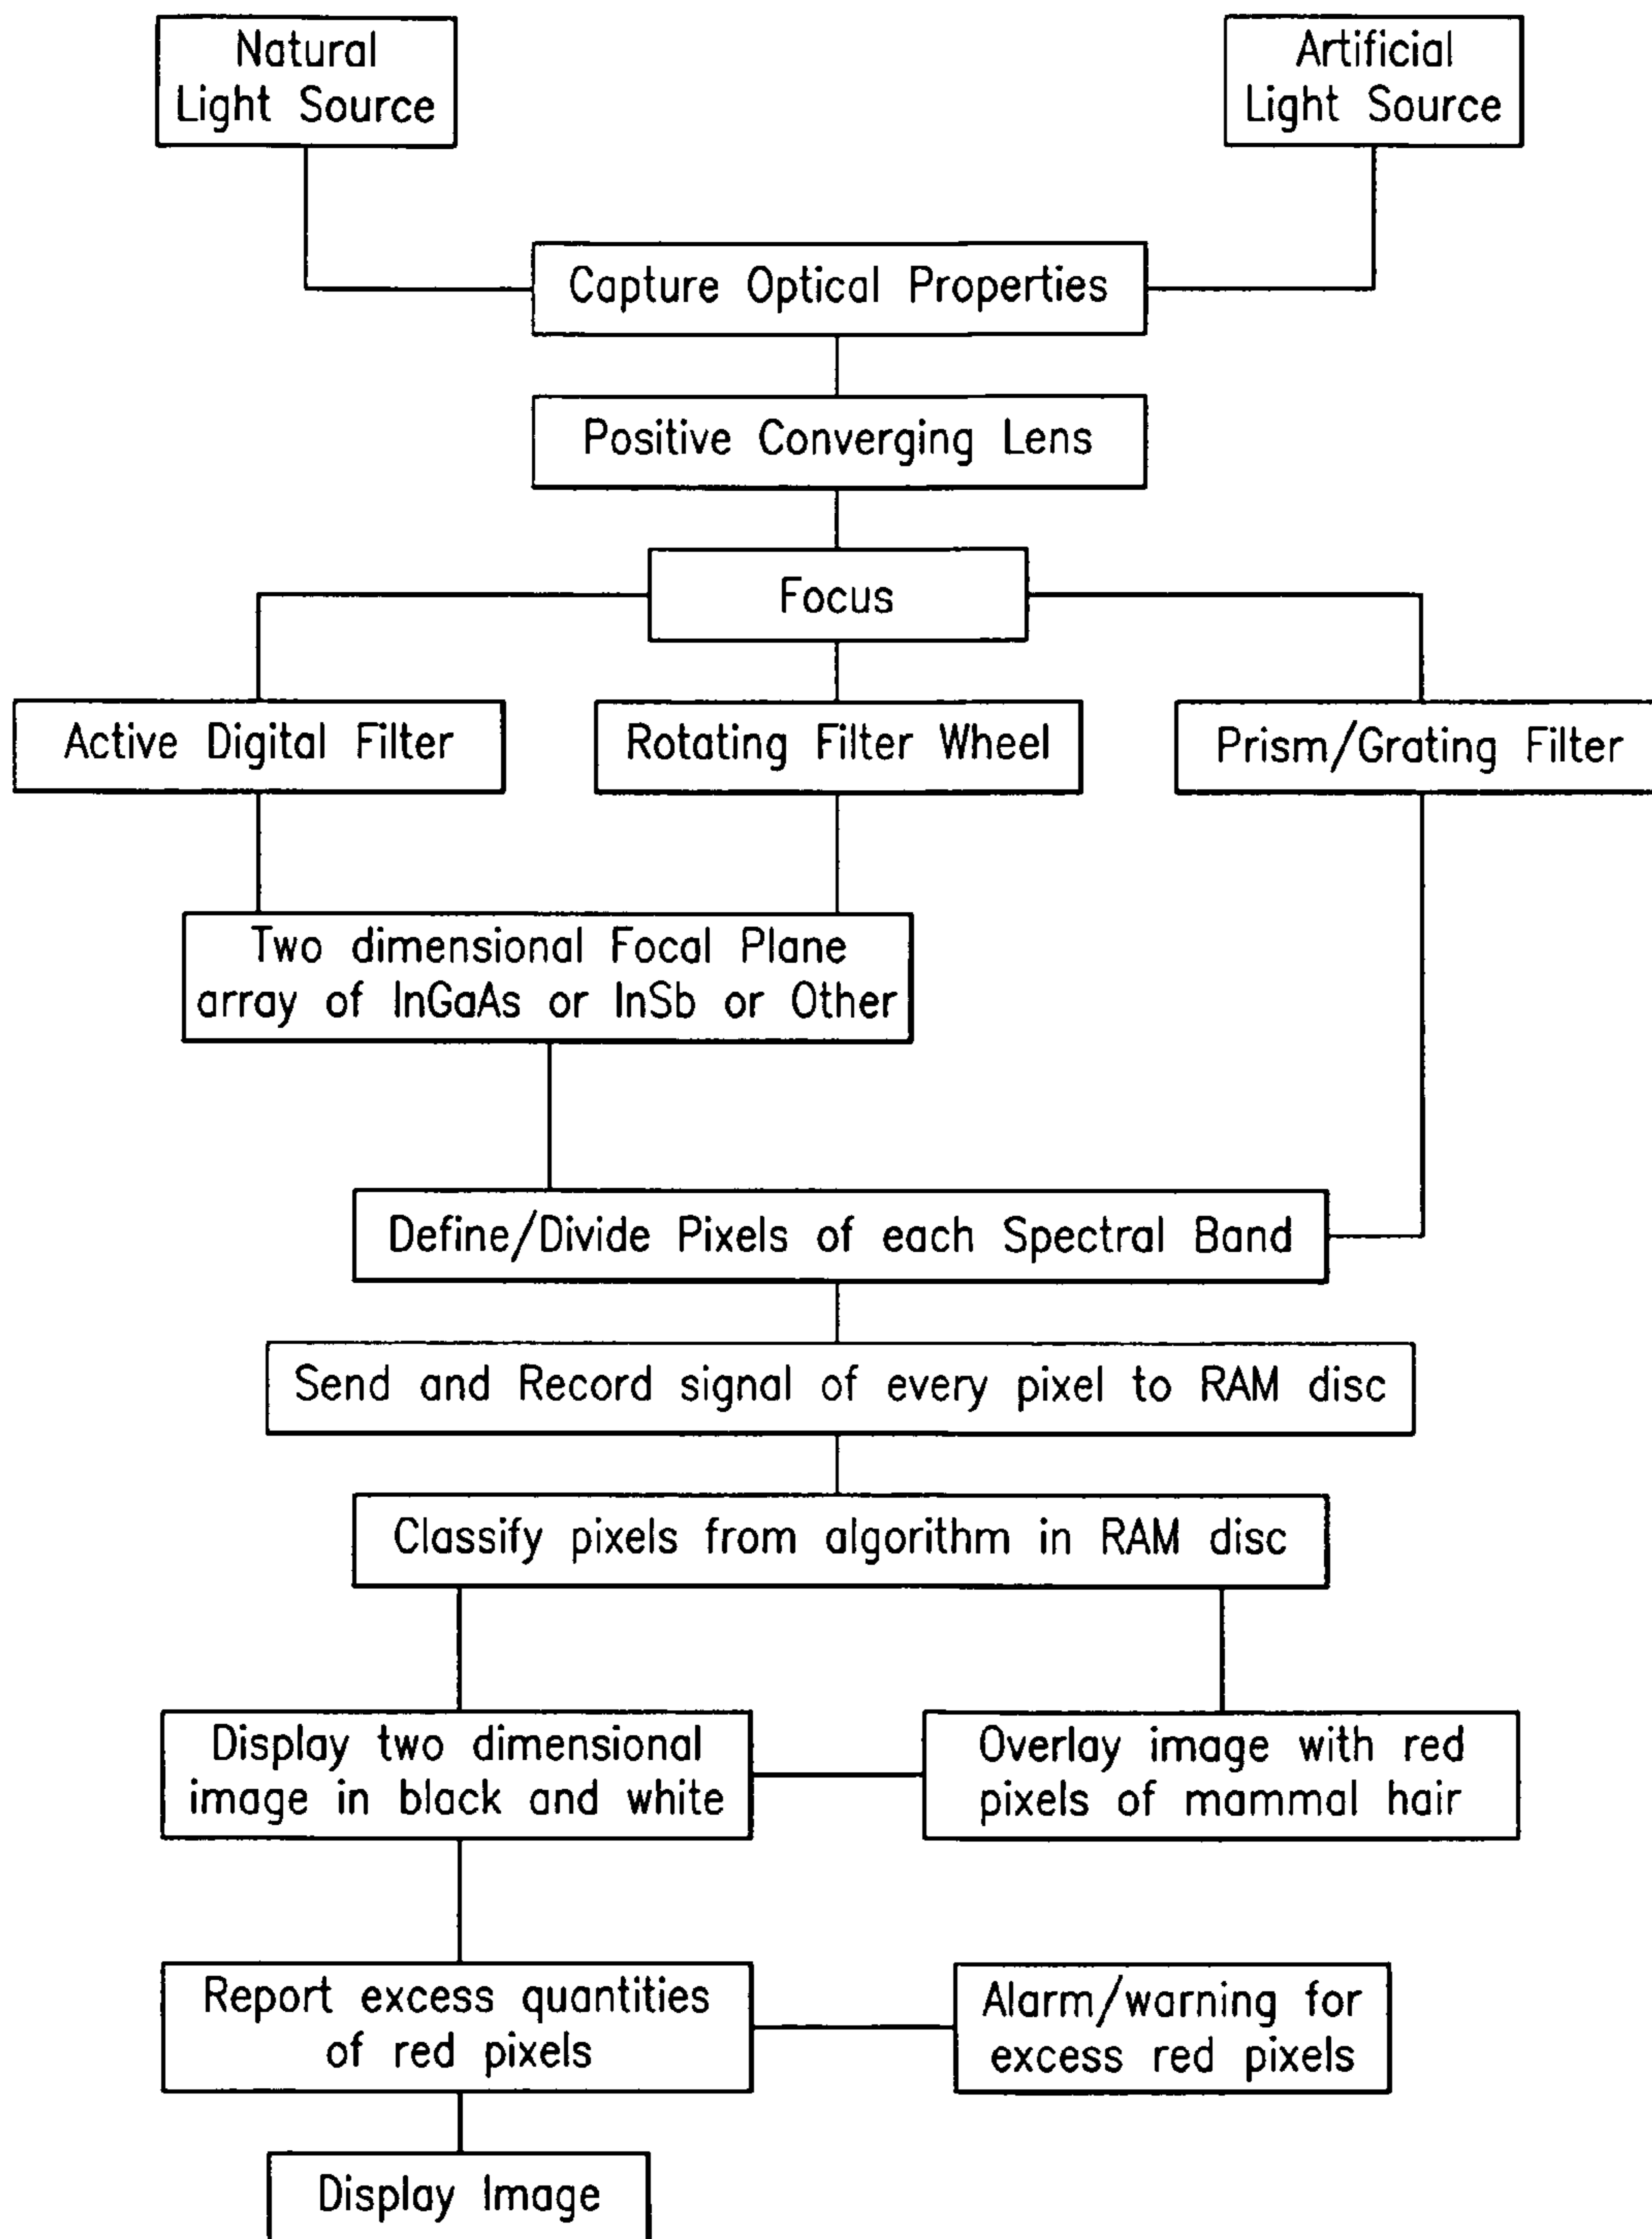 Natural
Light Source
Artificial
Light Source
Capture Optical Properties
Positive Converging Lens
Focus
Active Digital Filter
Rotating Filter Wheel
Prism/Grating Filter
Two dimensional Focal Plane
array of InGaAs or InSb or Other
Define/Divide Pixels of each Spectral Band
Send and Record signal of every pixel to RAM disc
Classify pixels from algorithm in RAM disc
Display two dimensional
image in black and white
Overlay image with red
pixels of mammal hair
Report excess quantities
of red pixels
Alarm/warning for
excess red pixels
Display Image